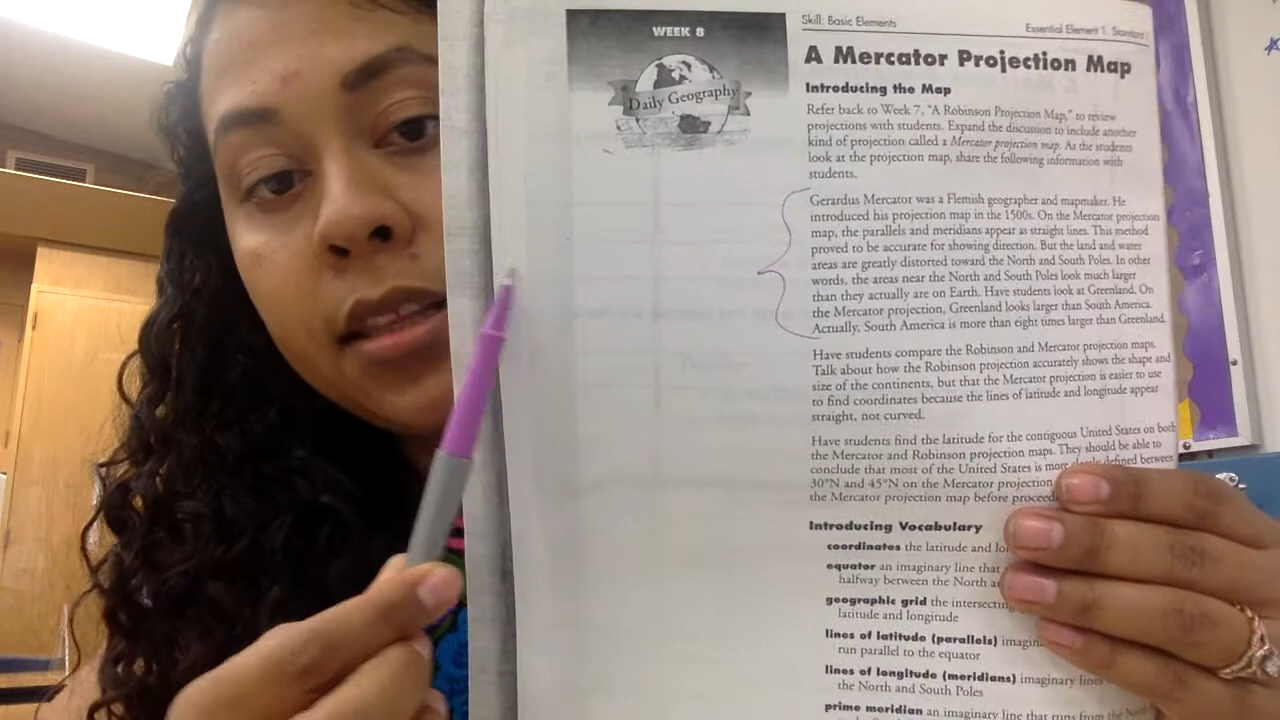 WEEK 8
Daily Geography
Skill: Basic Elements
Essential Element 1, Standard
A Mercator Projection Map
Introducing the Map
Refer back to Week 7, "A Robinson Projection Map," to review
projections with students. Expand the discussion to include another
kind of projection called a Mercator projection map. As the students
look at the projection map, share the following information with
students.
Gerardus Mercator was a Flemish geographer and mapmaker. He
introduced his projection map in the 1500s. On the Mercator projection
map, the parallels and meridians appear as straight lines. This method
proved to be accurate for showing direction. But the land and water
areas are greatly distorted toward the North and South Poles. In other
words, the areas near the North and South Poles look much larger
than they actually are on Earth. Have students look at Greenland. On
the Mercator projection, Greenland looks larger than South America.
Actually, South America is more than eight times larger than Greenland.
Have students compare the Robinson and Mercator projection maps.
Talk about how the Robinson projection accurately shows the shape and
size of the continents, but that the Mercator projection is easier to use
to find coordinates because the lines of latitude and longitude appear
straight, not curved.
Have students find the latitude for the contiguous United States on both
the Mercator and Robinson projection maps. They should be able to
conclude that most of the United States is more clearly defined between
30°N and 45°N on the Mercator projection
the Mercator projection map before proceed
Introducing Vocabulary
coordinates the latitude and lo
equator an imaginary line that
halfway between the North a
geographic grid the intersecting
latitude and longitude
lines of latitude (parallels) imagin
run parallel to the equator
lines of longitude (meridians) imaginary lines
the North and South Poles
prime meridian an imaginary line that runs from the